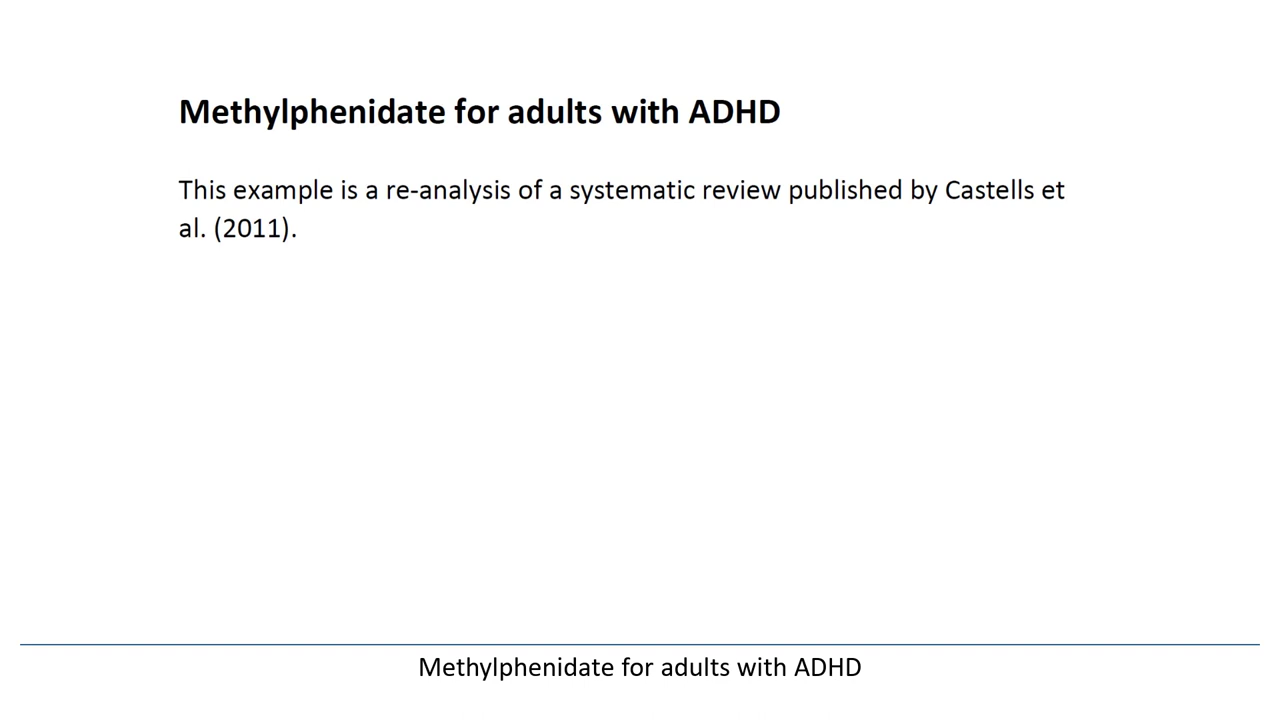 Methylphenidate for adults with ADHD
This example is a re-analysis of a systematic review published by Castells et
al. (2011).
Methylphenidate for adults with ADHD